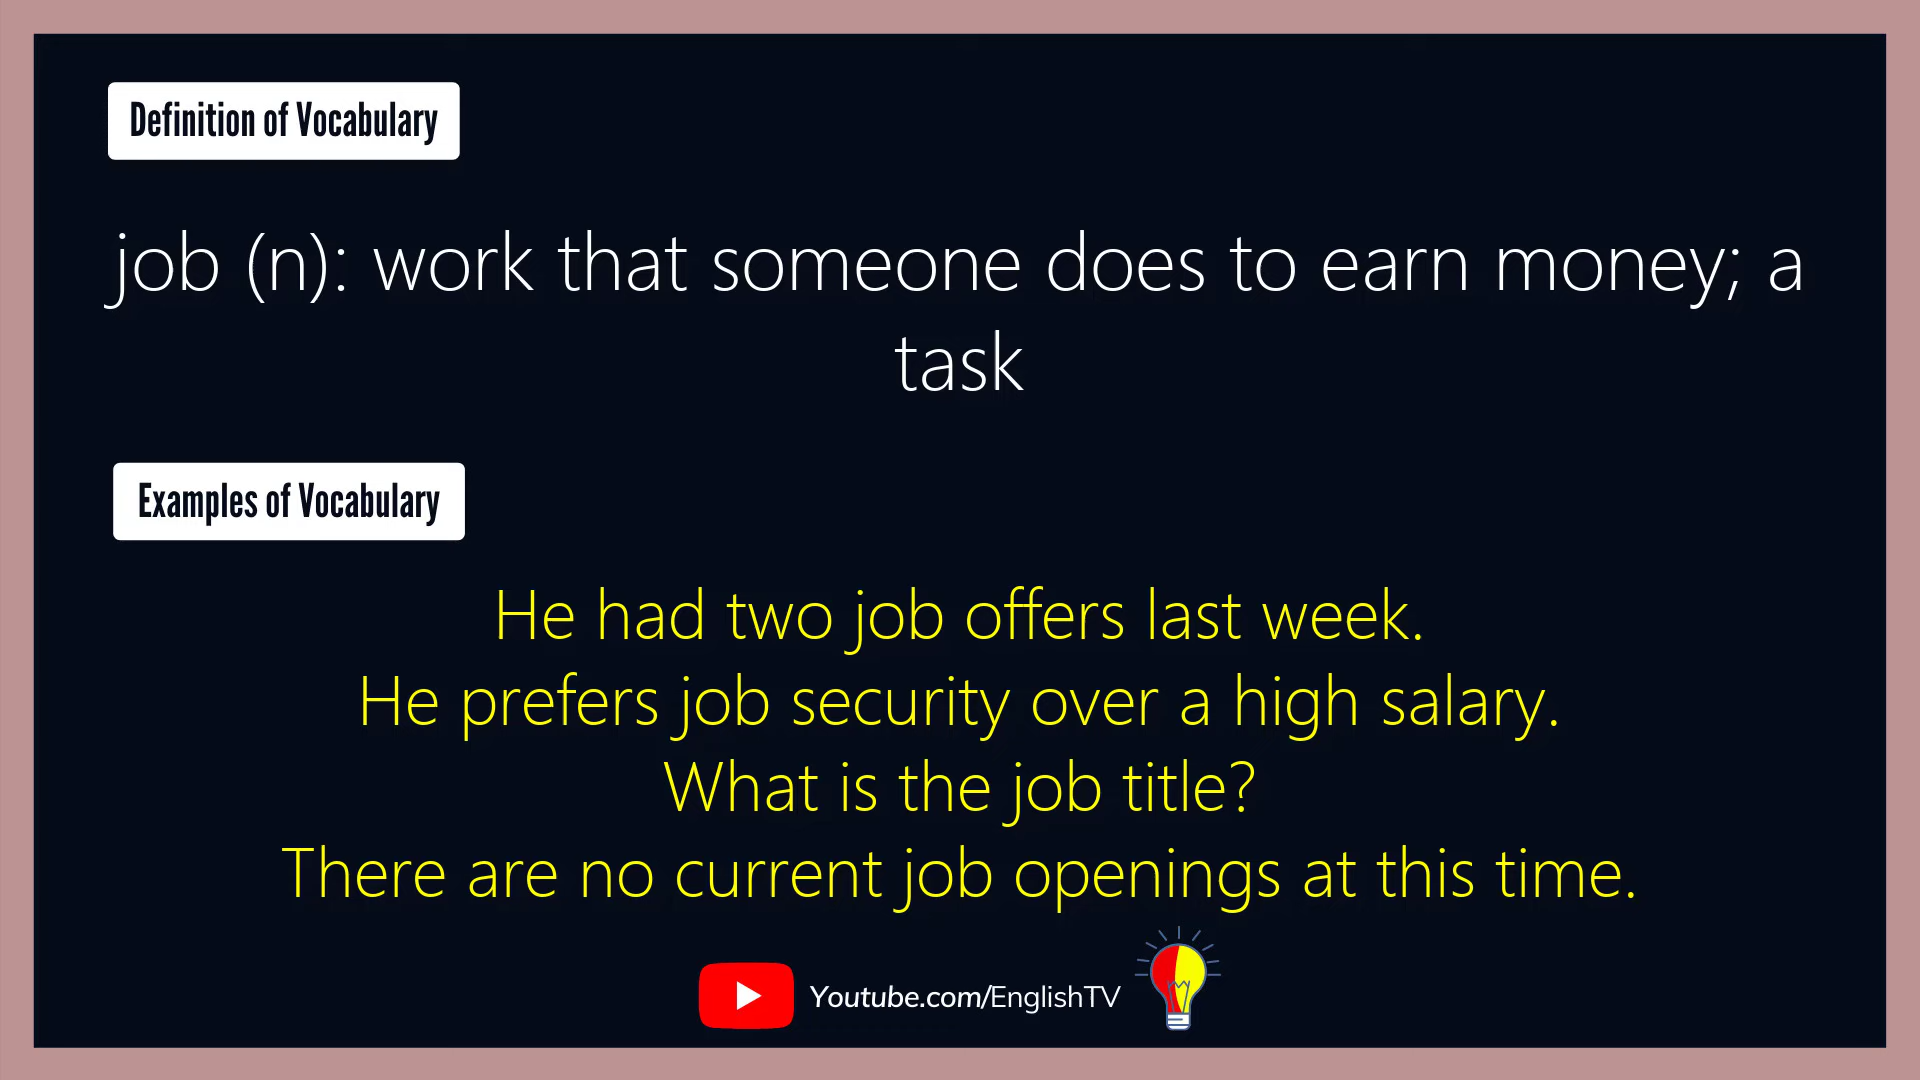 Definition of Vocabulary
job (n): work that someone does to earn money; a
task
Examples of Vocabulary
He had two job offers last week.
He prefers job security over a high salary.
What is the job title?
There are no current job openings at this time.
Youtube.com/EnglishTV